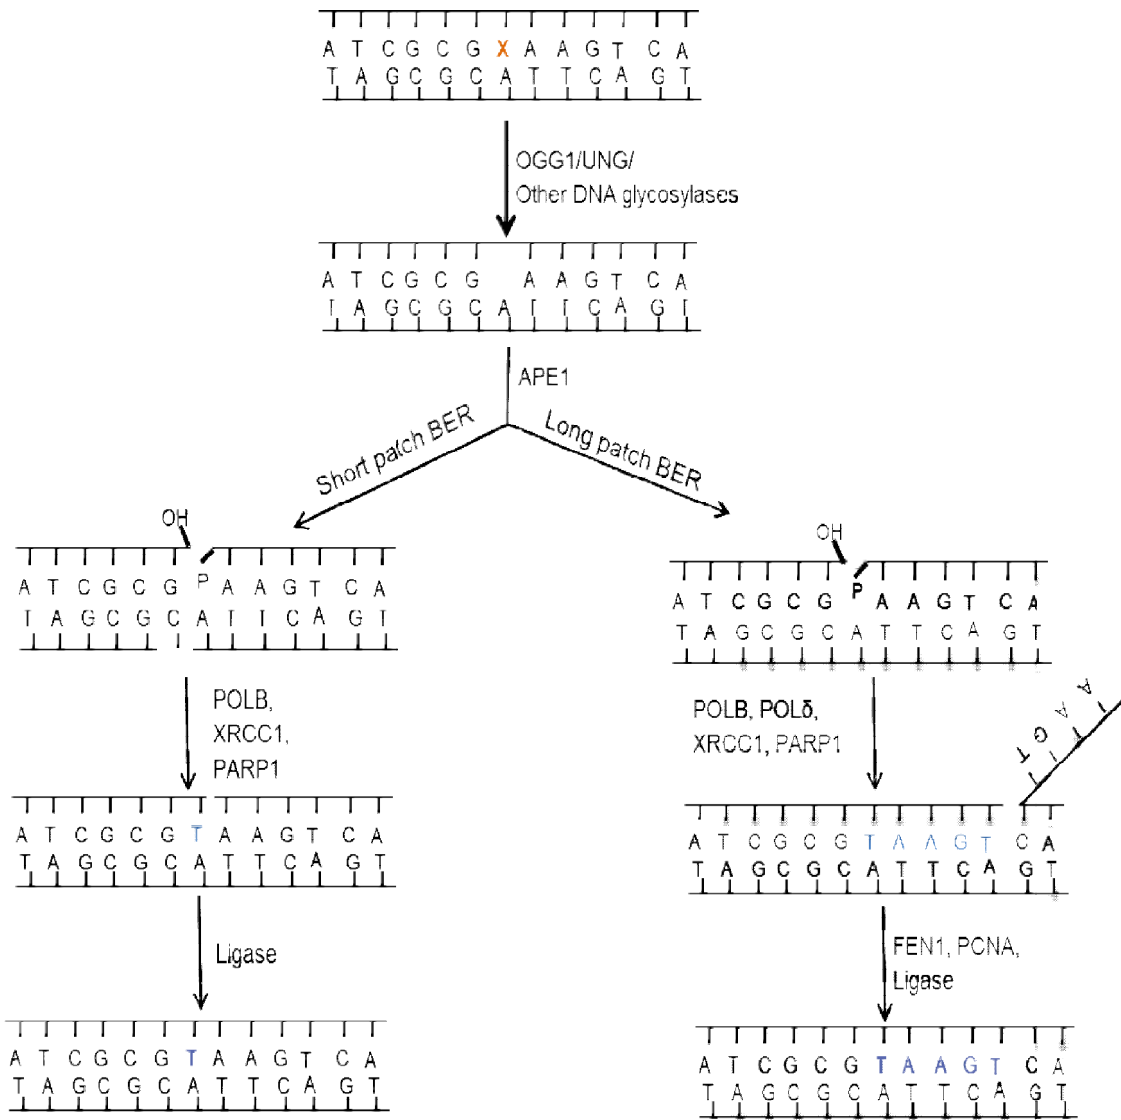 A T C G C G X A A G T C A
T A G C G C A T T C A G T
OGG1/UNG/
Other DNA glycosylases
A T C G C G A A G T C A
T A G C G C A T T C A G T
APE1
Short patch BER
Long patch BER
OH
A T C G C G P A A G T C A
T A G C G C A T T C A G T
OH
A T C G C G P A A G T C A
T A G C G C A T T C A G T
POLB,
XRCC1,
PARP1
POLB, POLδ,
XRCC1, PARP1
A T C G C G T A A G T C A
T A G C G C A T T C A G T
A T C G C G T A A G T C A
T A G C G C A T T C A G T
Ligase
FEN1, PCNA,
Ligase
A T C G C G T A A G T C A
T A G C G C A T T C A G T
A T C G C G T A A G T C A
T A G C G C A T T C A G T